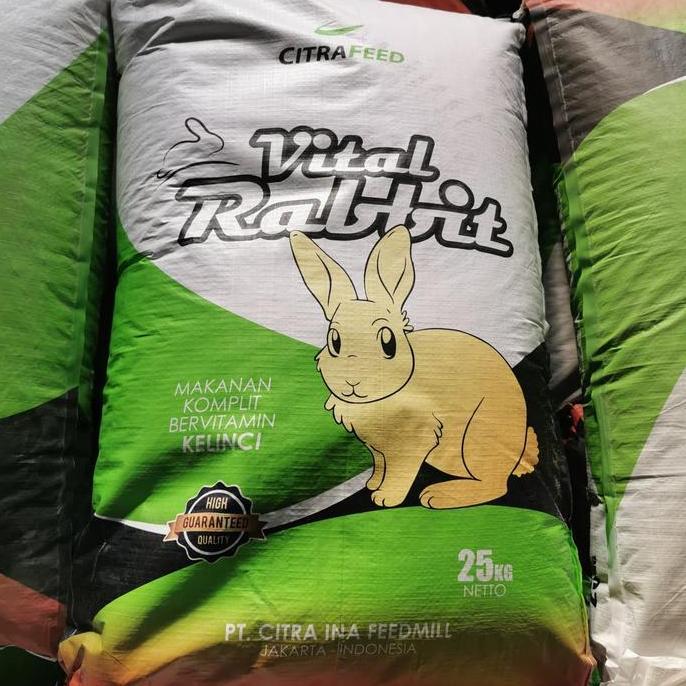 CITRAFEED
Vital
Rabbit
MAKANAN
KOMPLIT
BERVITAMIN
KELINCI
HIGH
GUARANTEED
QUALITY
25KG
NETTO
PT. CITRA INA FEEDMILL
JAKARTA - INDONESIA